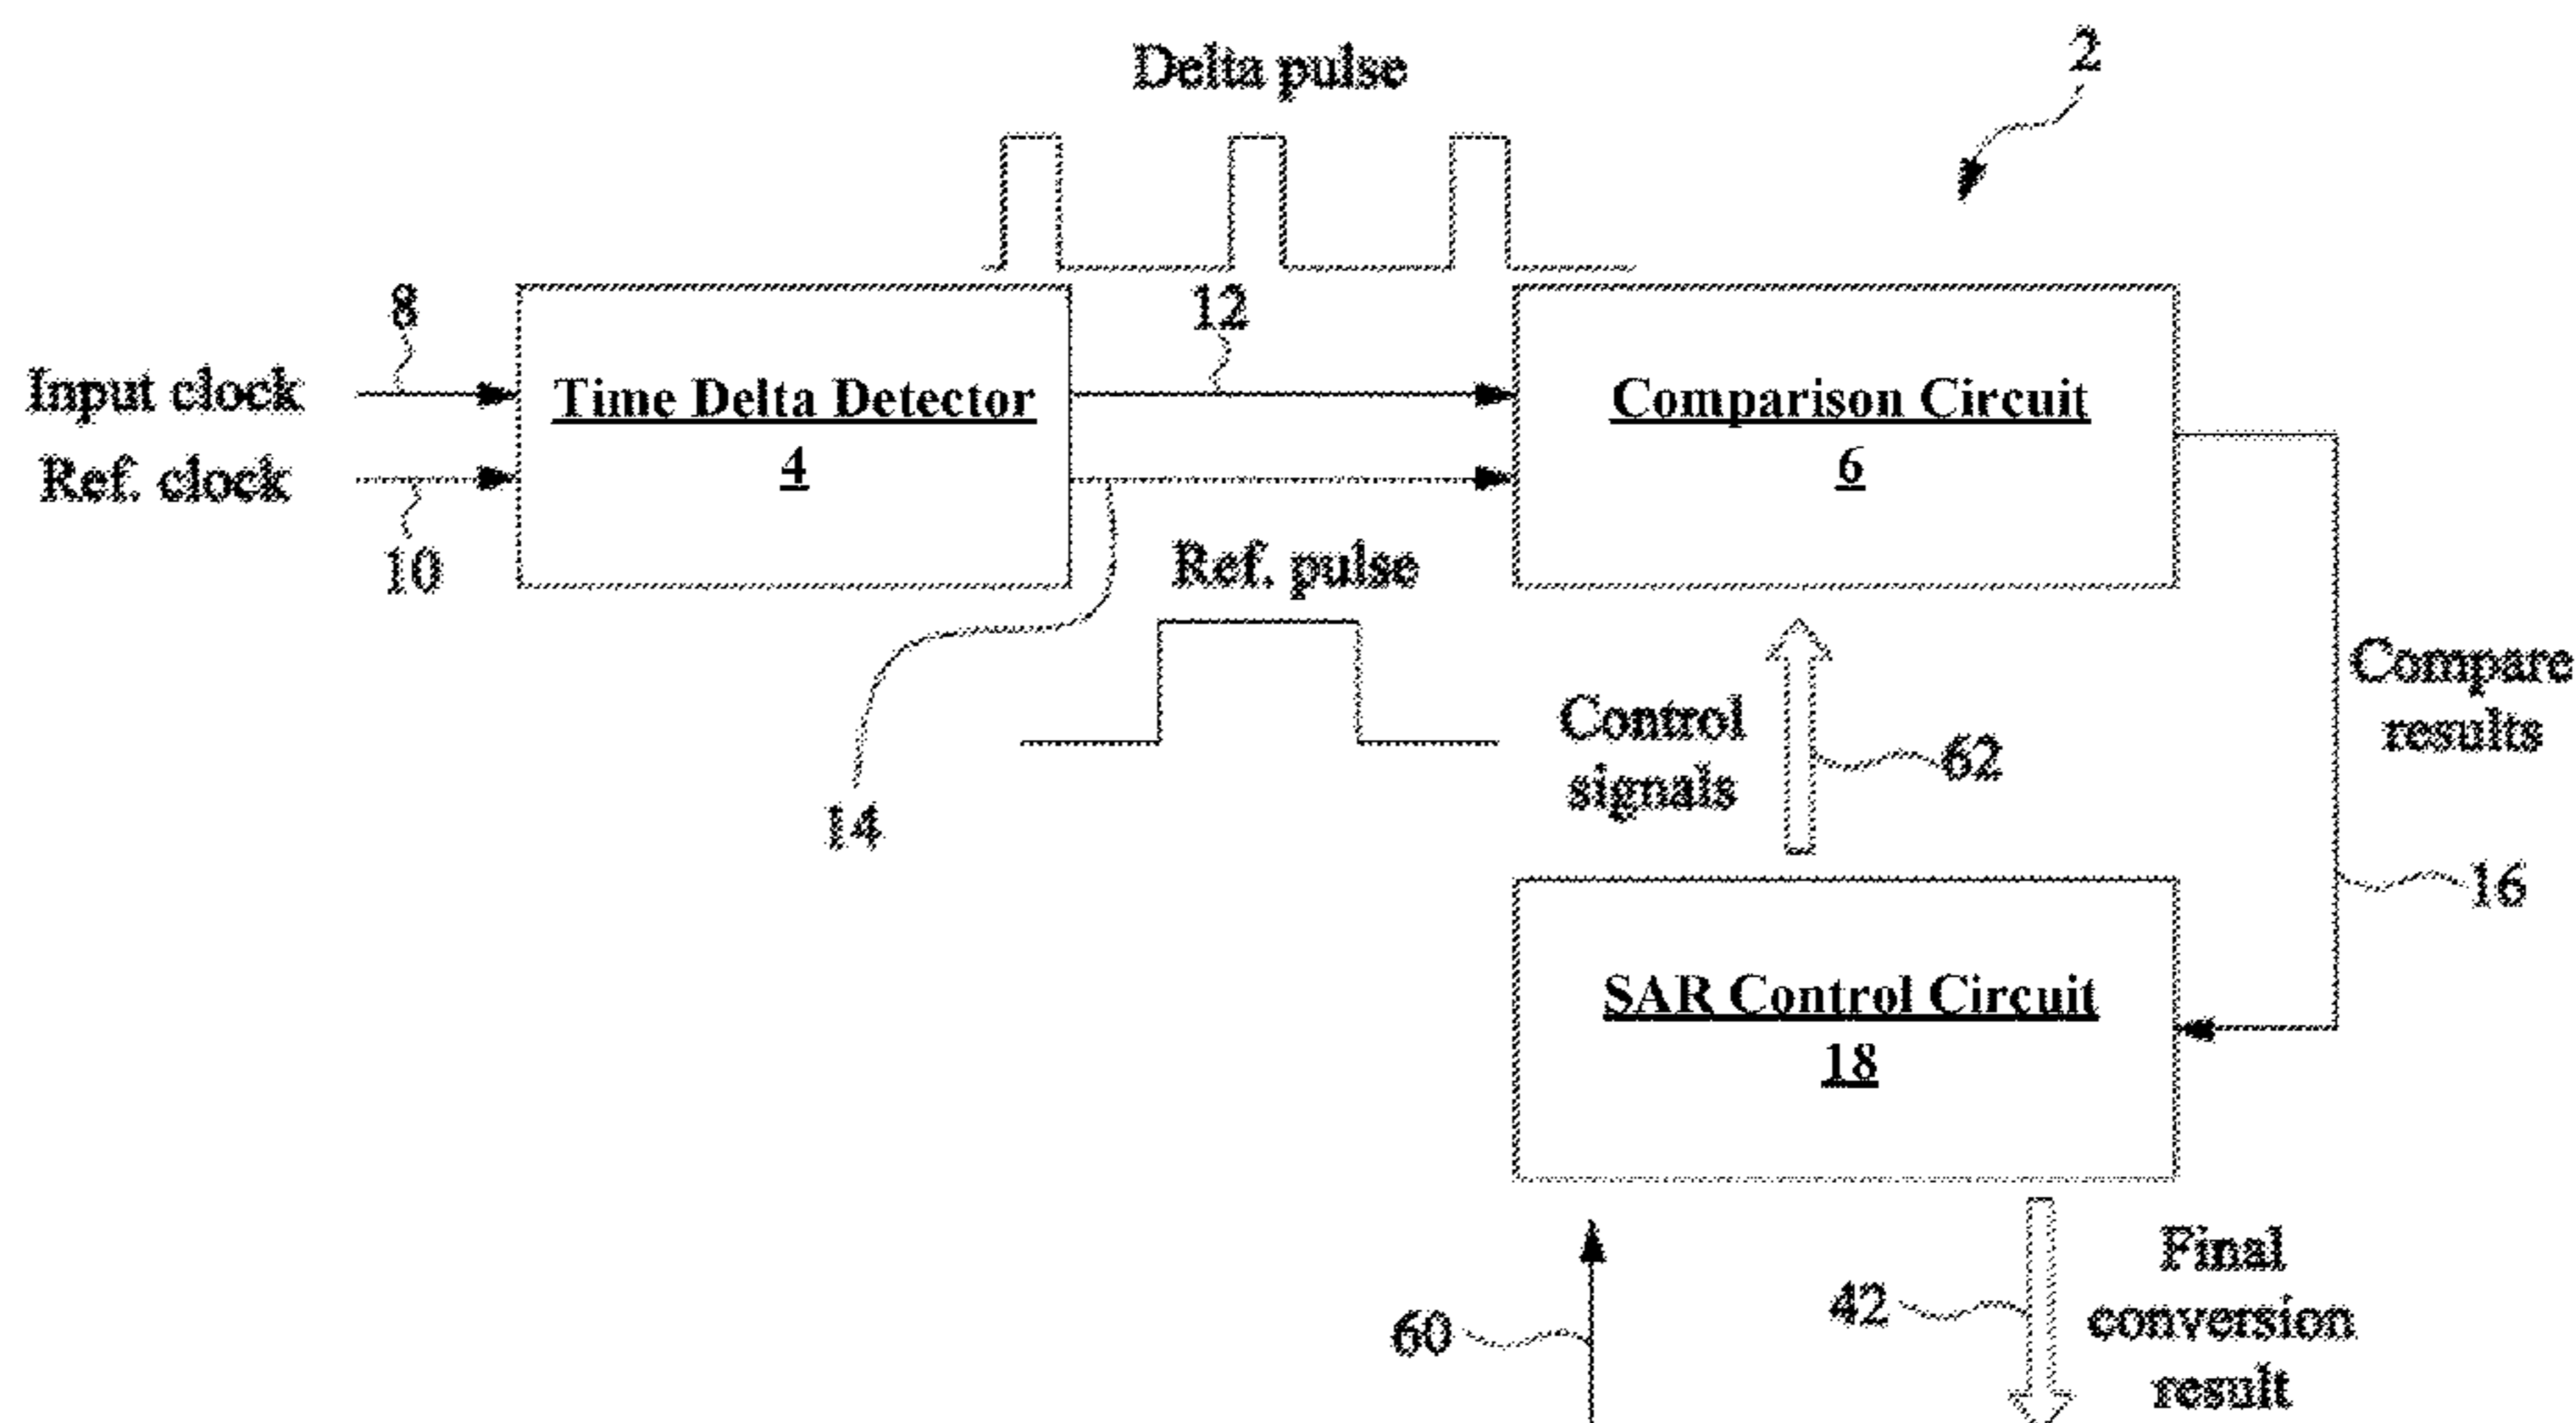 Delta pulse
2
8
12
Input clock
Time Delta Detector
4
Comparison Circuit
6
Ref. clock
10
Ref. pulse
14
Control
signals
62
Compare
results
16
SAR Control Circuit
18
60
42
Final
conversion
result